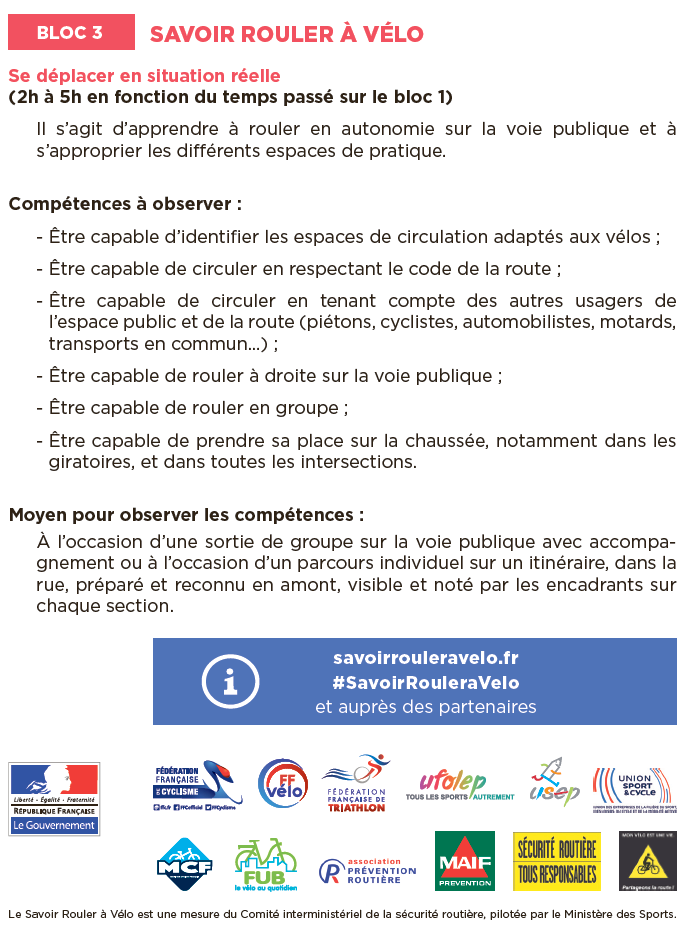 BLOC 3
SAVOIR ROULER À VÉLO
Se déplacer en situation réelle
(2h à 5h en fonction du temps passé sur le bloc 1)
Il s’agit d’apprendre à rouler en autonomie sur la voie publique et à
s’approprier les différents espaces de pratique.
Compétences à observer :
- Être capable d’identifier les espaces de circulation adaptés aux vélos ;
- Être capable de circuler en respectant le code de la route ;
- Être capable de circuler en tenant compte des autres usagers de
l’espace public et de la route (piétons, cyclistes, automobilistes, motards,
transports en commun…) ;
- Être capable de rouler à droite sur la voie publique ;
- Être capable de rouler en groupe ;
- Être capable de prendre sa place sur la chaussée, notamment dans les
giratoires, et dans toutes les intersections.
Moyen pour observer les compétences :
À l’occasion d’une sortie de groupe sur la voie publique avec accompa-
gnement ou à l’occasion d’un parcours individuel sur un itinéraire, dans la
rue, préparé et reconnu en amont, visible et noté par les encadrants sur
chaque section.
i
savoirrouleravelo.fr
#SavoirRouleraVelo
et auprès des partenaires
Liberté • Égalité • Fraternité
RÉPUBLIQUE FRANÇAISE
Le Gouvernement
FÉDÉRATION
FRANÇAISE
DE CYCLISME
ffc.fr FFCofficiel FFCyclisme
FF
vélo
FÉDÉRATION
FRANÇAISE DE
TRIATHLON
ufolep
TOUS LES SPORTS AUTREMENT
usep
UNION
SPORT
&CYCLE
MCF
FUB
le vélo au quotidien
association
PRÉVENTION
ROUTIÈRE
MAIF
PREVENTION
SÉCURITÉ ROUTIÈRE
TOUS RESPONSABLES
MON VÉLO EST UNE VIE
Partageons la route !
Le Savoir Rouler à Vélo est une mesure du Comité interministériel de la sécurité routière, pilotée par le Ministère des Sports.